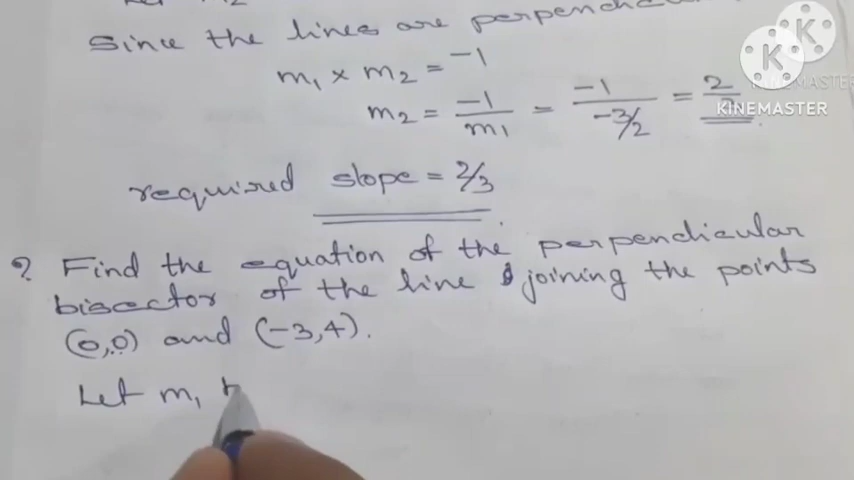 Since the lines are perpendicular
m₁ × m₂ = -1
m₂ = -1/m₁ = -1/-3/2 = 2/
required slope = 2/3
? Find the equation of the perpendicular
bisector of the line joining the points
(0,0) and (-3,4).
Let m₁
KINEMASTER
KINEMASTER